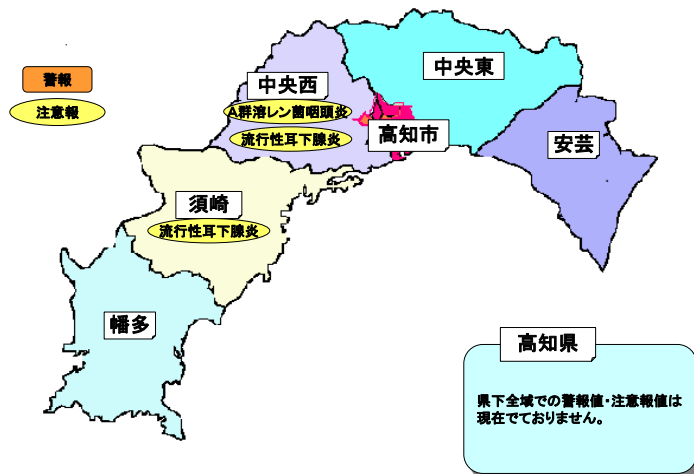 警報
注意報
中央西
A群溶レン菌咽頭炎
流行性耳下腺炎
中央東
高知市
安芸
須崎
流行性耳下腺炎
幡多
高知県
県下全域での警報値・注意報値は
現在でておりません。